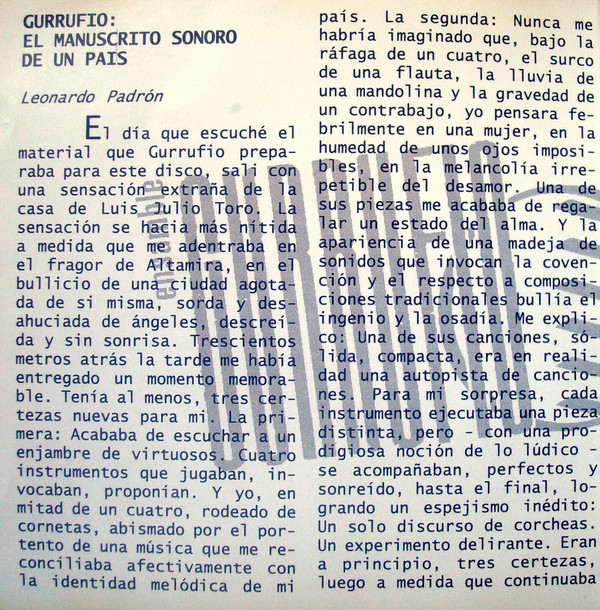 GURRUFIO:
EL MANUSCRITO SONORO
DE UN PAIS
Leonardo Padrón
El día que escuché el
material que Gurrufio prepa-
raba para este disco, sali con
una sensación extraña de la
casa de Luis Julio Toro. La
sensación se hacía más nítida
a medida que me adentraba en
el fragor de Altamira, en el
bullicio de una ciudad agota-
da de si misma, sorda y des-
ahuciada de ángeles, descreí-
da y sin sonrisa. Trescientos
metros atrás la tarde me había
entregado un momento memora-
ble. Tenía al menos, tres cer-
tezas nuevas para mi. La pri-
mera: Acababa de escuchar a un
enjambre de virtuosos. Cuatro
instrumentos que jugaban, in-
vocaban, proponían. Y yo, en
mitad de un cuatro, rodeado de
cornetas, abismado por el por-
tento de una música que me re-
conciliaba afectivamente con
la identidad melódica de mi
país. La segunda: Nunca me
habría imaginado que, bajo la
ráfaga de un cuatro, el surco
de una flauta, la lluvia de
una mandolina y la gravedad de
un contrabajo, yo pensara fe-
brilmente en una mujer, en la
humedad de unos ojos imposi-
bles, en la melancolía irre-
petible del desamor. Una de
sus piezas me acababa de rega-
lar un estado del alma. Y la
apariencia de una madeja de
sonidos que invocan la coven-
ción y el respecto a composi-
ciones tradicionales bullía el
ingenio y la osadía. Me expli-
co: Una de sus canciones, só-
lida, compacta, era en reali-
dad una autopista de cancio-
nes. Para mi sorpresa, cada
instrumento ejecutaba una pieza
distinta, pero - con una pro-
digiosa noción de lo lúdico -
se acompañaban, perfectos y
sonreído, hasta el final, lo-
grando un espejismo inédito:
Un solo discurso de corcheas.
Un experimento delirante. Eran
a principio, tres certezas,
luego a medida que continuaba
ensamble
GURRUFIO